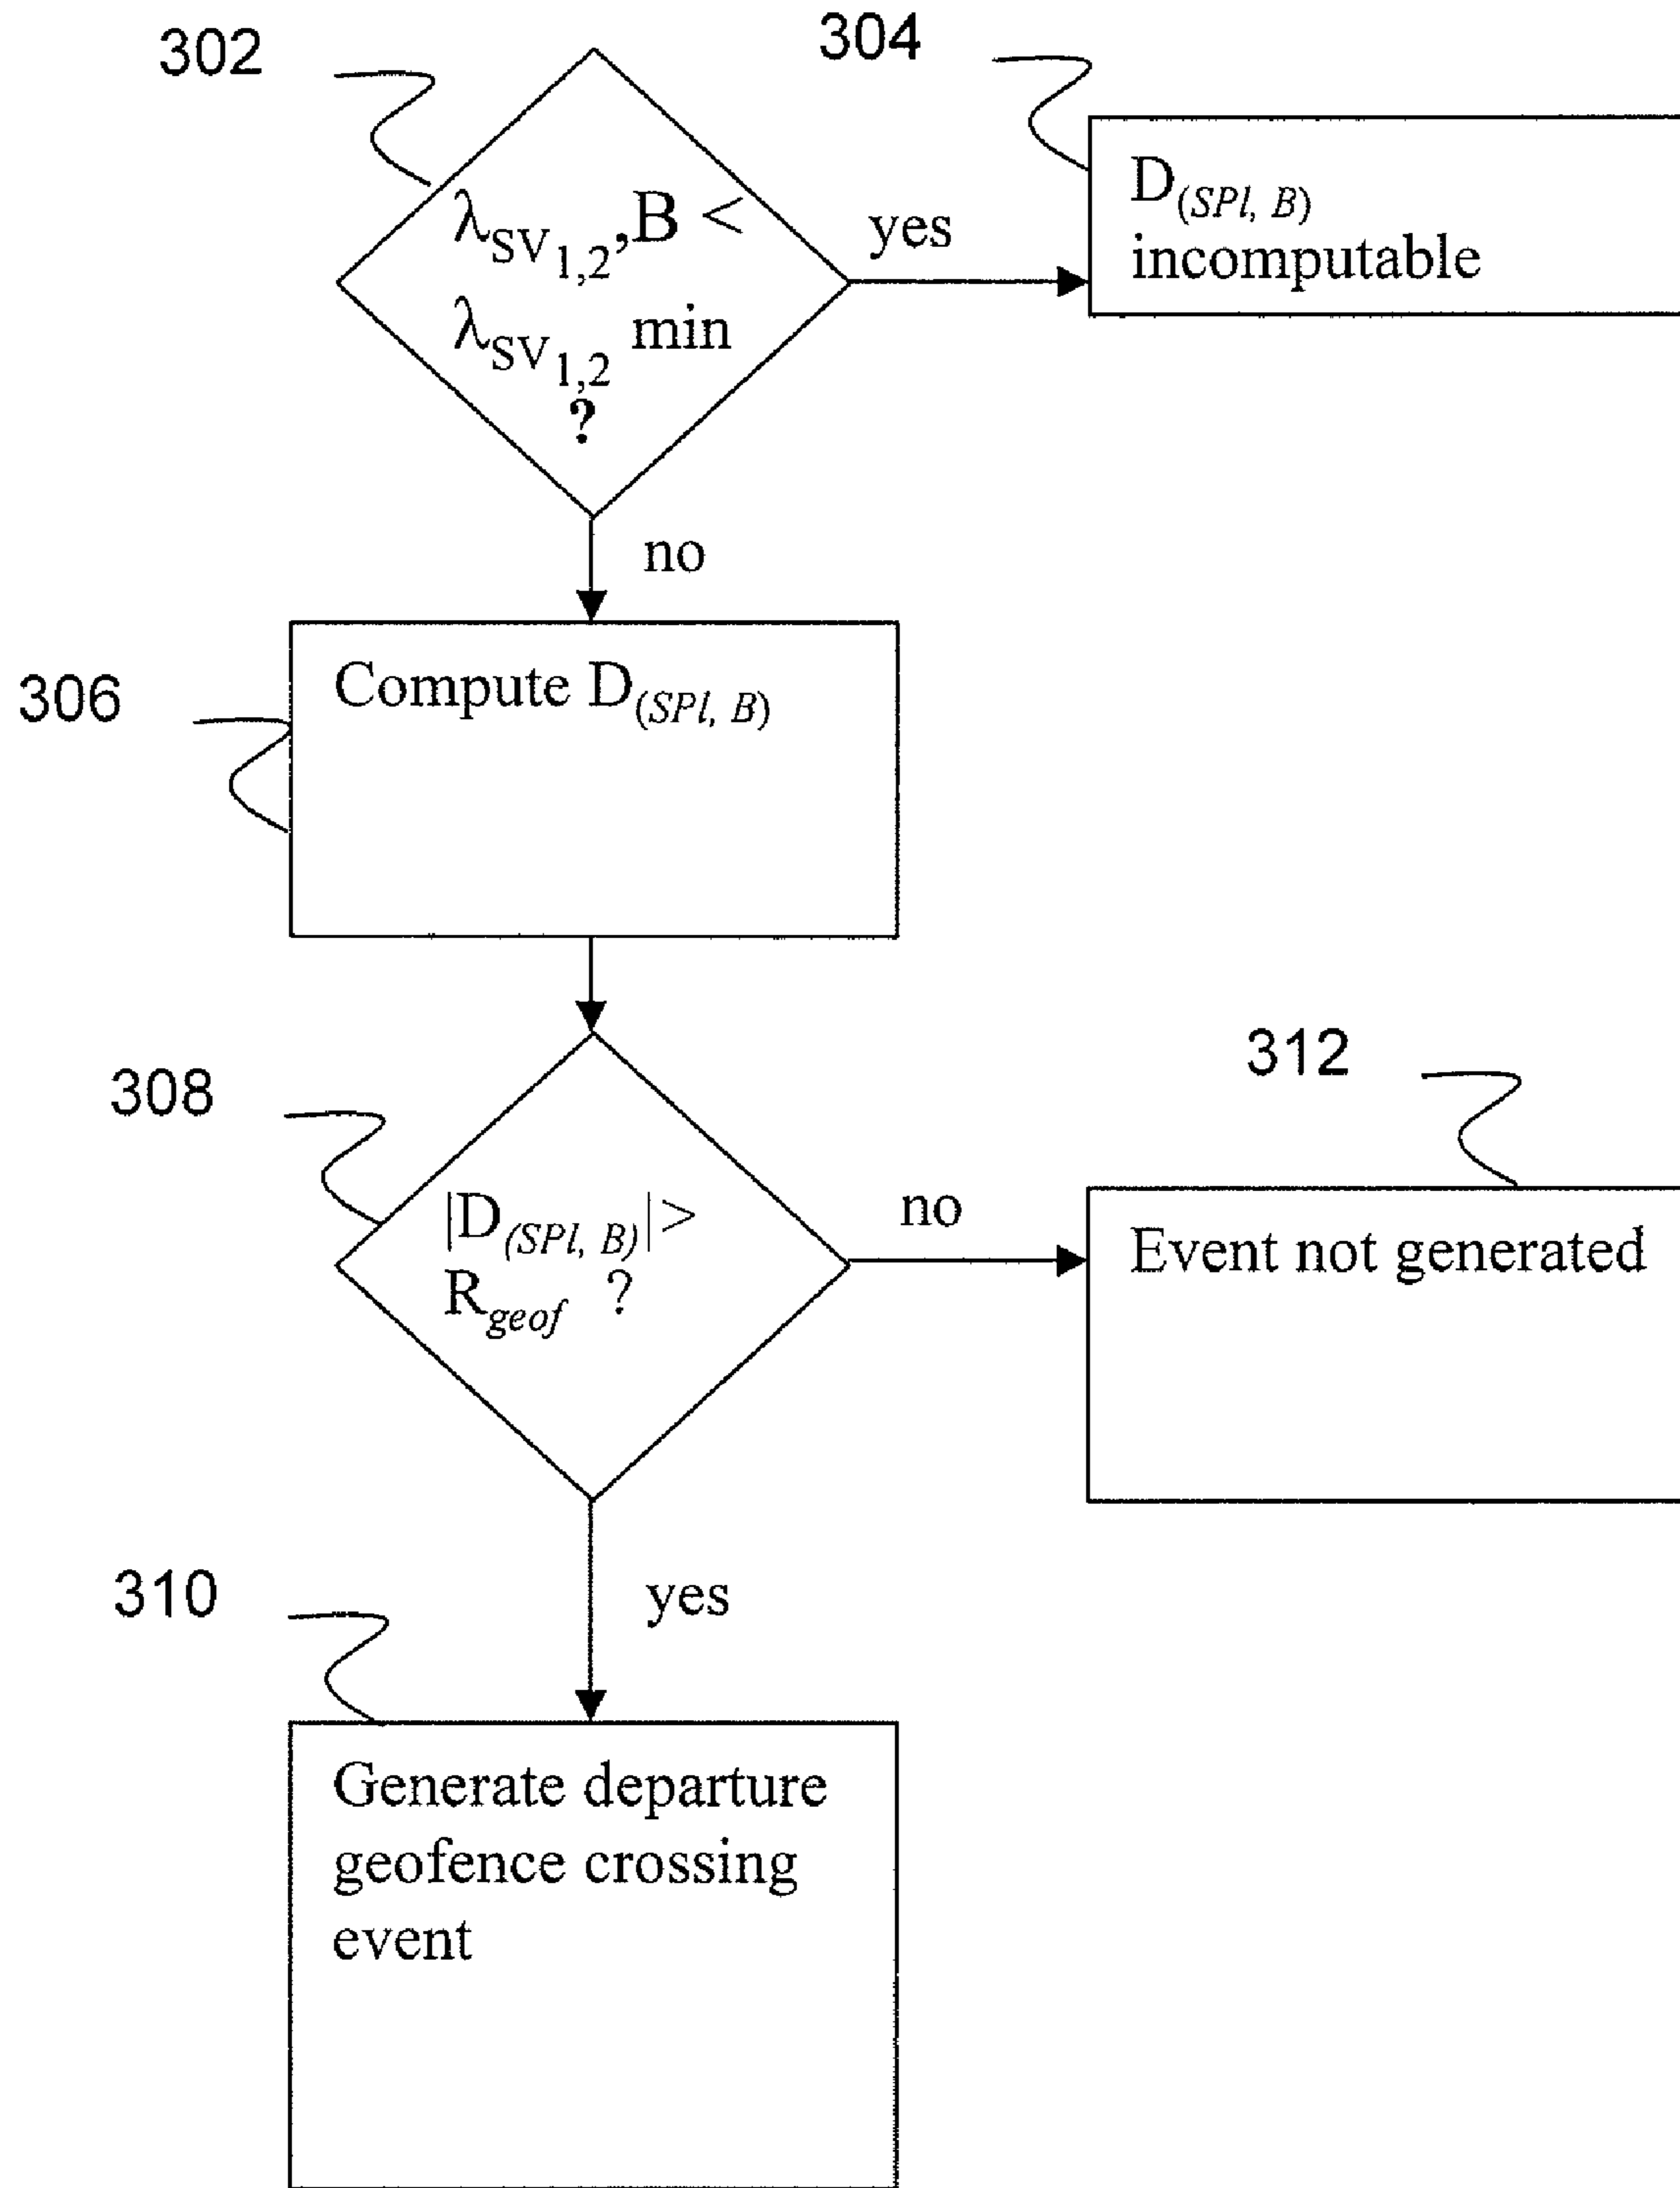 302
304
λSV1,2,B <
λSV1,2 min
?
yes
D(SPl, B)
incomputable
no
306
Compute D(SPl, B)
308
312
|D(SPl, B)|>
Rgeof ?
no
Event not generated
310
yes
Generate departure
geofence crossing
event